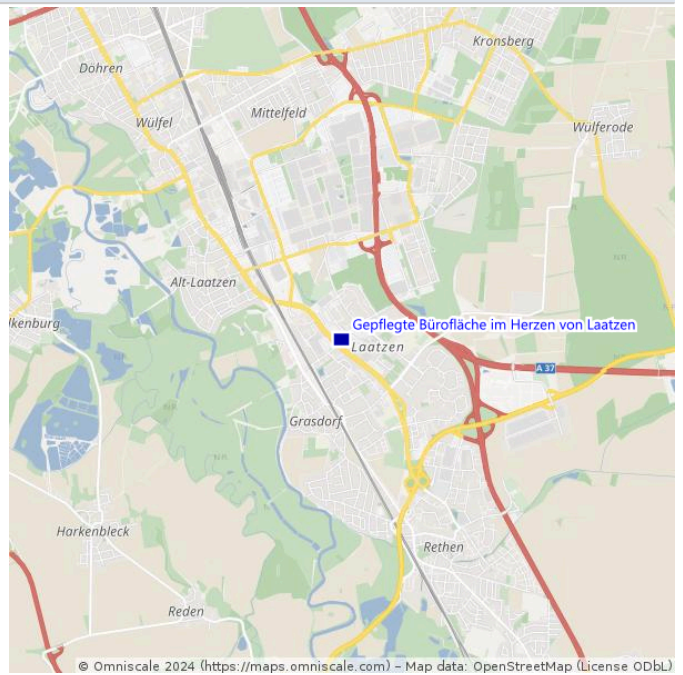 Kronsberg
Döhren
Mittelfeld
Wülfel
Wülferode
Alt-Laatzen
lkenburg
Gepflegte Bürofläche im Herzen von Laatzen
Laatzen
A 37
Grasdorf
Harkenbleck
Rethen
Reden
© Omniscale 2024 (https://maps.omniscale.com) - Map data: OpenStreetMap (License ODbL)